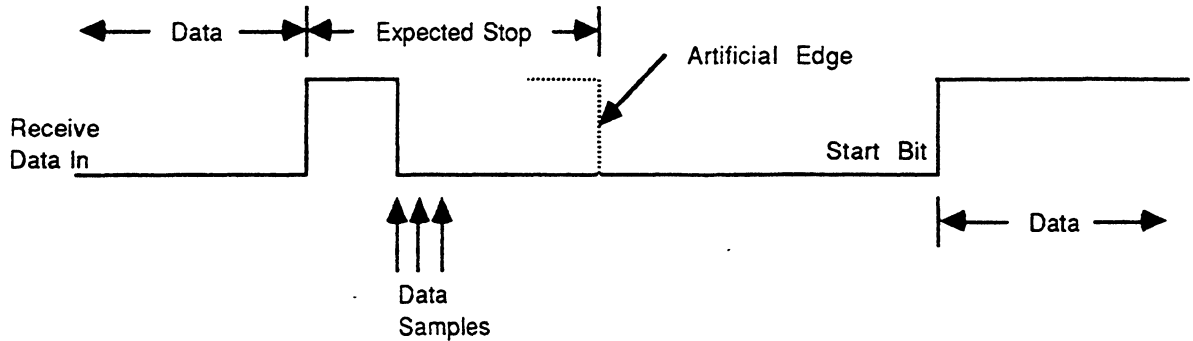 Data
Expected Stop
Artificial Edge
Receive
Data In
Start Bit
Data
Data
Samples